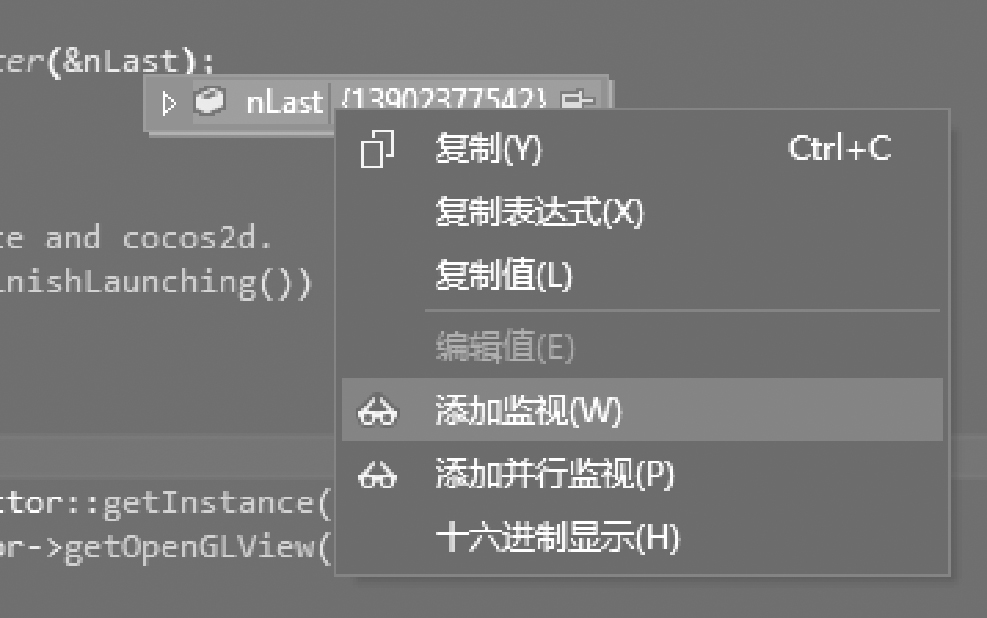 ter(&nLast);
nLast {13902377542}
复制(Y) Ctrl+C
复制表达式(X)
te and cocos2d.
inishLaunching())
复制值(L)
编辑值(E)
添加监视(W)
添加并行监视(P)
ctor::getInstance(
or->getOpenGLView(
十六进制显示(H)